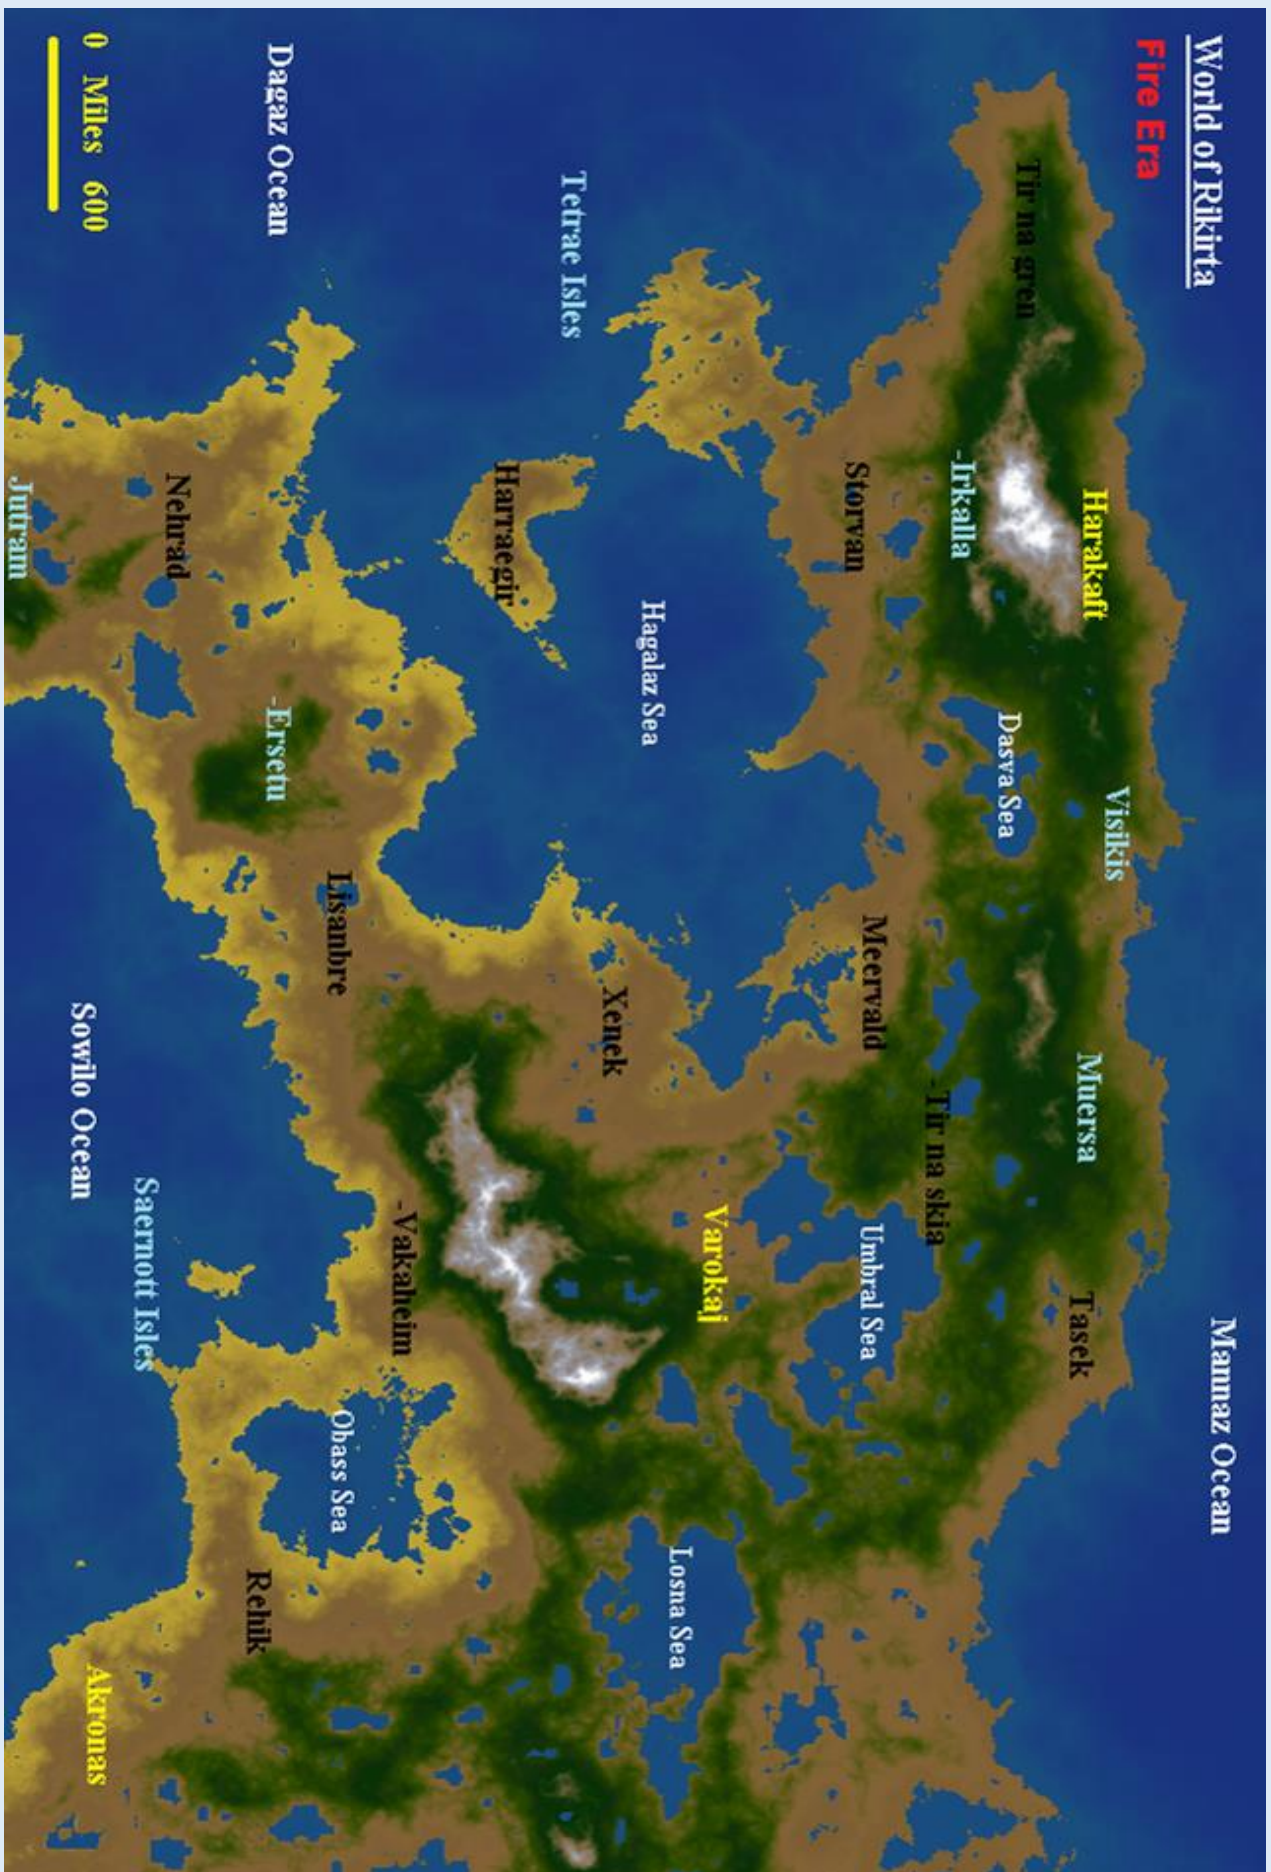 World of Rikirta
Fire Era
Mannaz Ocean
Tir na gren
Harakaft
Visikis
Muersa
Tasek
-Irkalla
Dasva Sea
-Tir na skia
Storvan
Meervald
Umbral Sea
Varokaj
Tetrae Isles
Hagalaz Sea
Xenek
Losna Sea
Harraegir
Dagaz Ocean
-Ersetu
Lisanbre
-Vakaheim
Obass Sea
Nehrad
Saernott Isles
Rehik
0 Miles 600
Sowilo Ocean
Akronas
Jutram